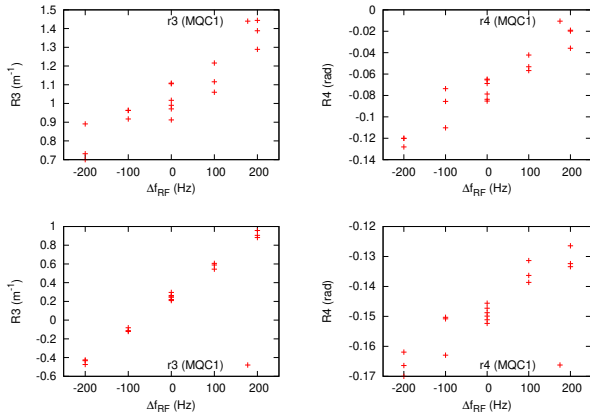 r3 (MQC1)
1.5
1.4
1.3
1.2
1.1
1
0.9
0.8
0.7
R3 (m⁻¹)
-200 -100 0 100 200
Δf_RF (Hz)
r4 (MQC1)
0
-0.02
-0.04
-0.06
-0.08
-0.1
-0.12
-0.14
R4 (rad)
-200 -100 0 100 200
Δf_RF (Hz)
1
0.8
0.6
0.4
0.2
0
-0.2
-0.4
-0.6
R3 (m⁻¹)
r3 (MQC1)
-200 -100 0 100 200
Δf_RF (Hz)
-0.12
-0.13
-0.14
-0.15
-0.16
-0.17
R4 (rad)
r4 (MQC1)
-200 -100 0 100 200
Δf_RF (Hz)